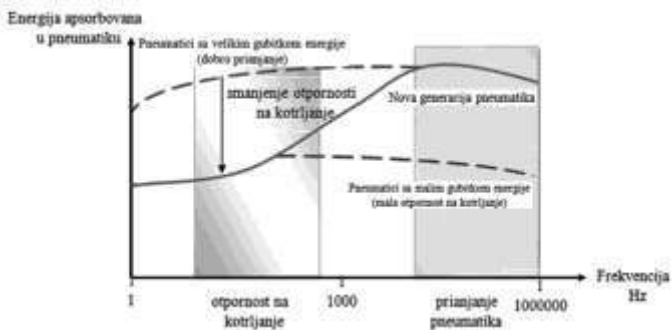 Energija apsorbovana
u pneumatiku
Pneumatici sa velikim gubitkom energije
(dobro prianjanje)
smanjenje otpornosti
na kotrljanje
Nova generacija pneumatika
Pneumatici sa malim gubitkom energije
(mala otpornost na kotrljanje)
Frekvencija
Hz
1
otpornost na
kotrljanje
1000
prianjanje
pneumatika
1000000